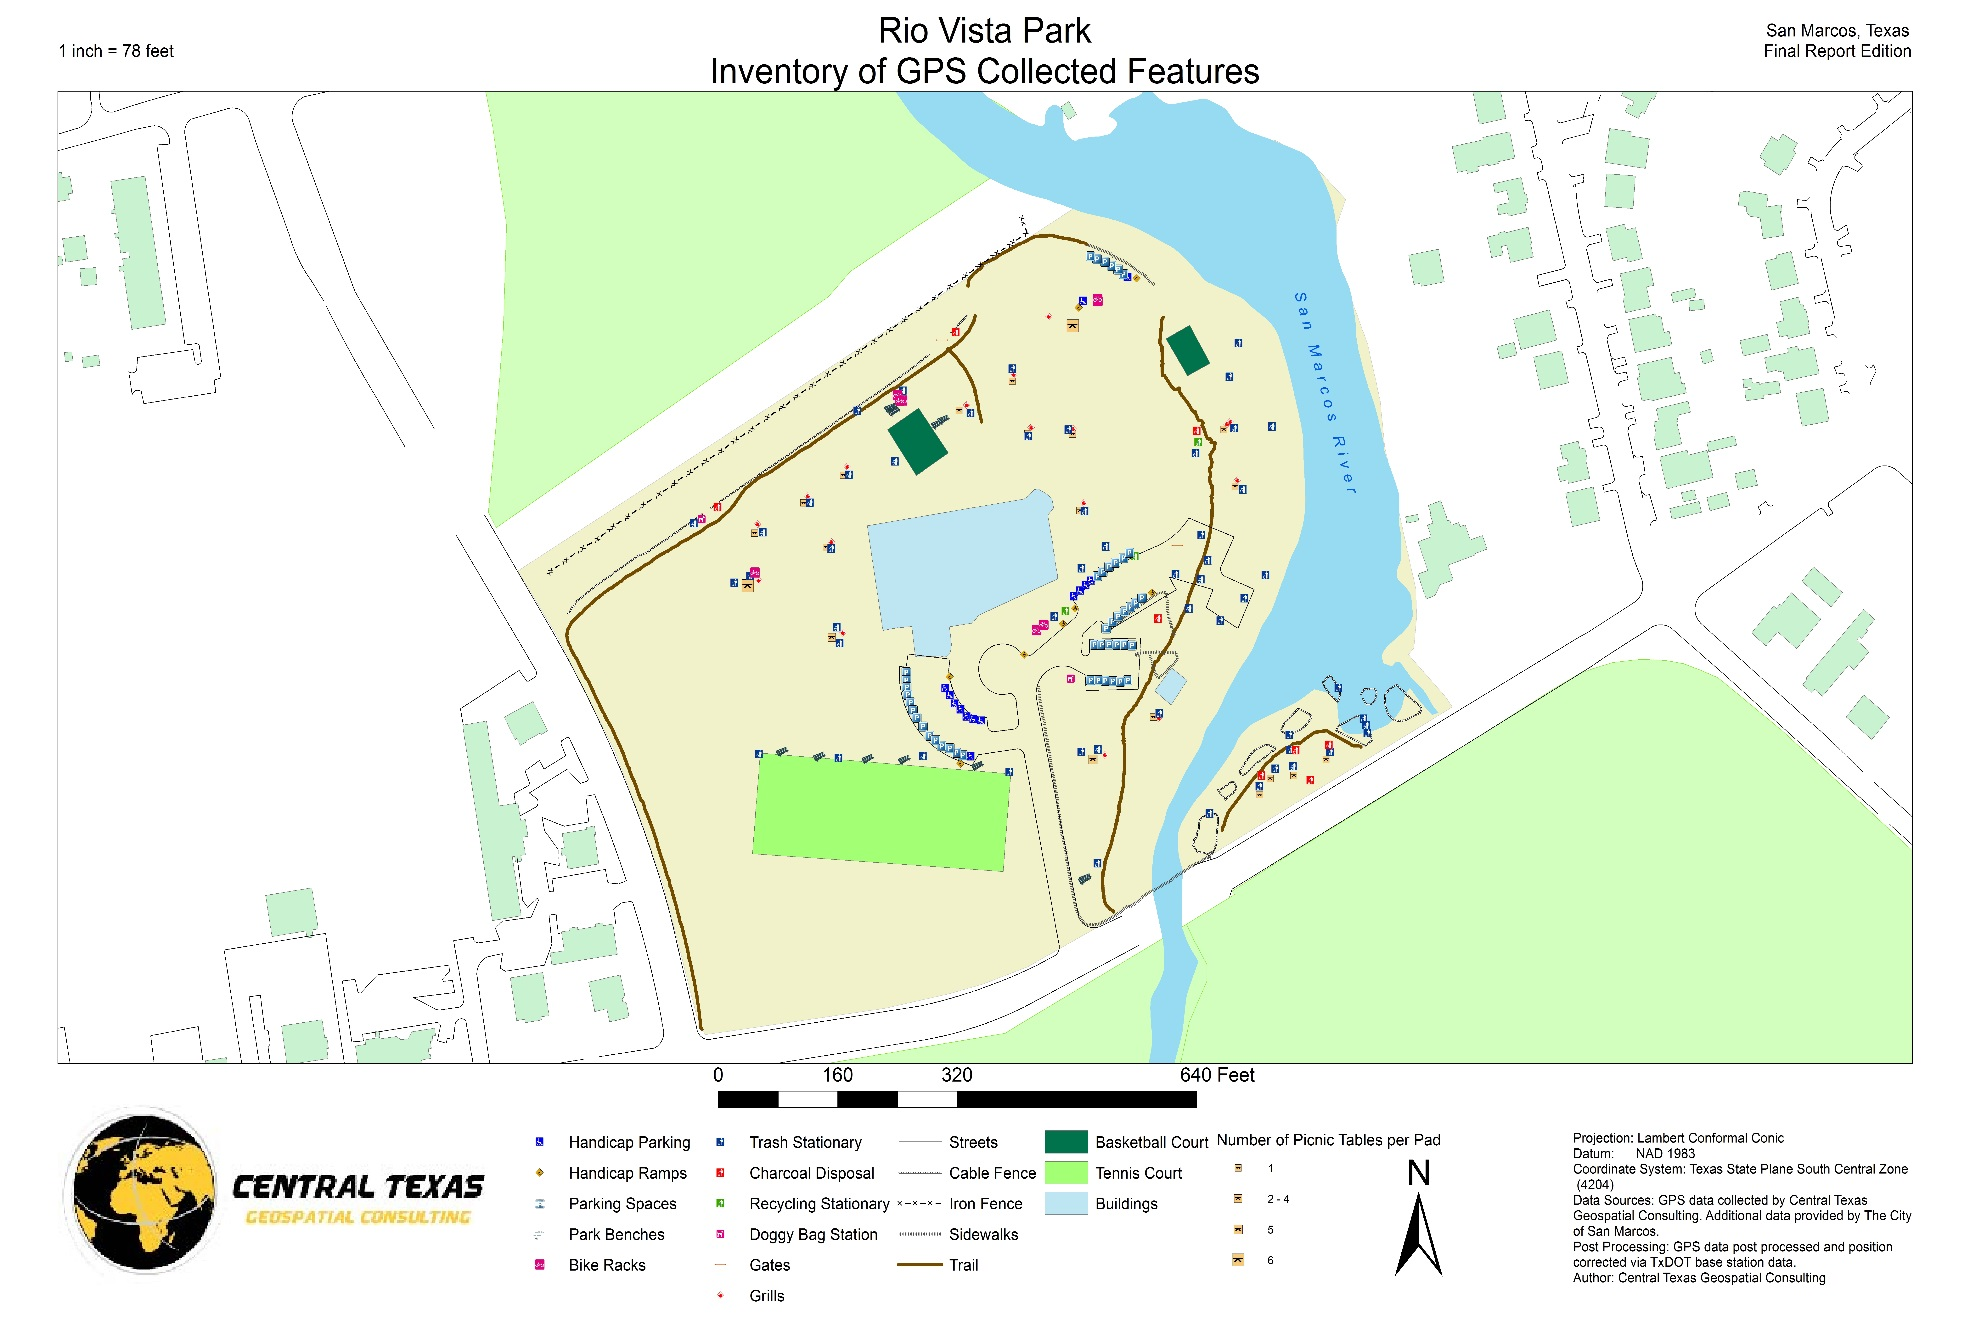 Rio Vista Park
Inventory of GPS Collected Features
1 inch = 78 feet
San Marcos, Texas
Final Report Edition
San Marcos River
0 160 320 640 Feet
CENTRAL TEXAS
GEOSPATIAL CONSULTING
Handicap Parking
Handicap Ramps
Parking Spaces
Park Benches
Bike Racks
Trash Stationary
Charcoal Disposal
Recycling Stationary
Doggy Bag Station
Gates
Grills
Streets
Cable Fence
Iron Fence
Sidewalks
Trail
Basketball Court
Tennis Court
Buildings
Number of Picnic Tables per Pad
1
2 - 4
5
6
N
Projection: Lambert Conformal Conic
Datum: NAD 1983
Coordinate System: Texas State Plane South Central Zone
(4204)
Data Sources: GPS data collected by Central Texas
Geospatial Consulting. Additional data provided by The City
of San Marcos.
Post Processing: GPS data post processed and position
corrected via TxDOT base station data.
Author: Central Texas Geospatial Consulting